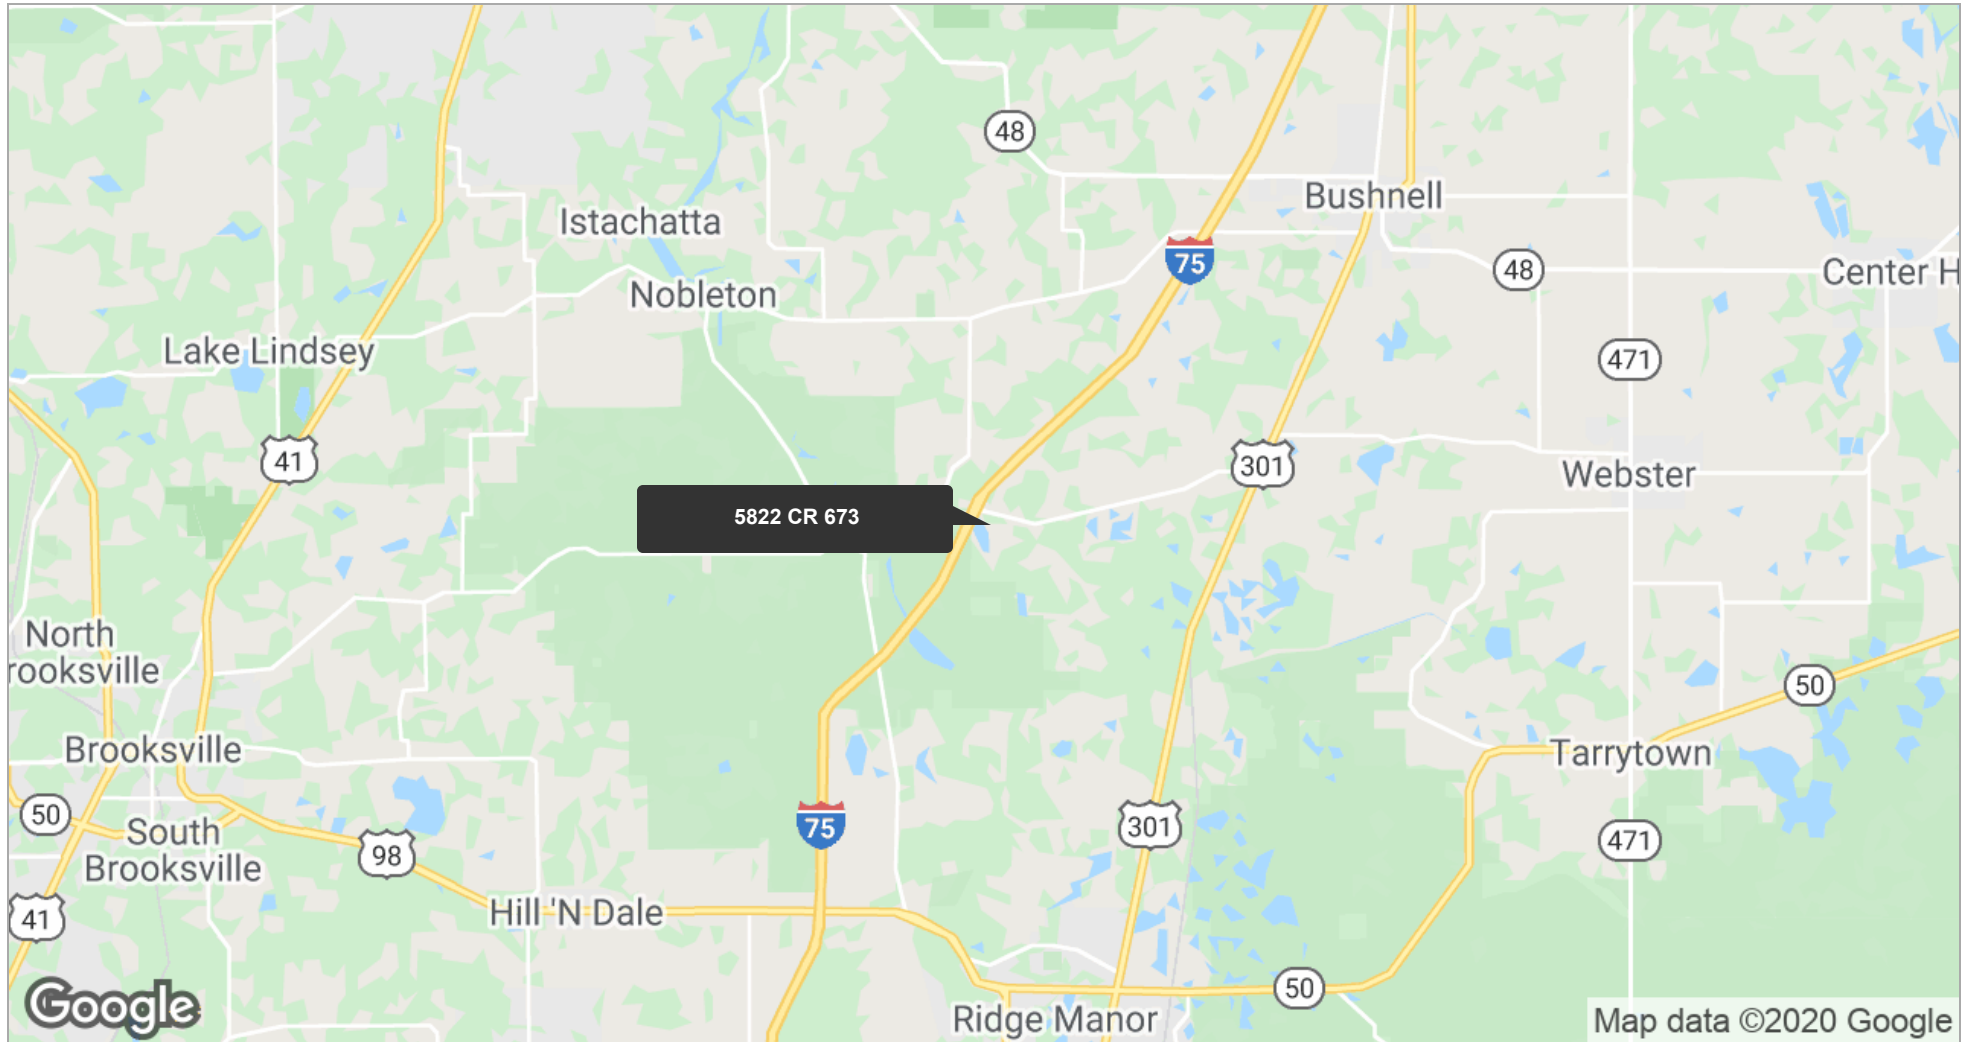 48
Bushnell
Istachatta
75
48
Center H
Nobleton
Lake Lindsey
471
41
301
Webster
5822 CR 673
North
rooksville
50
Brooksville
Tarrytown
50
South
Brooksville
98
75
301
471
41
Hill 'N Dale
50
Google
Ridge Manor
Map data ©2020 Google